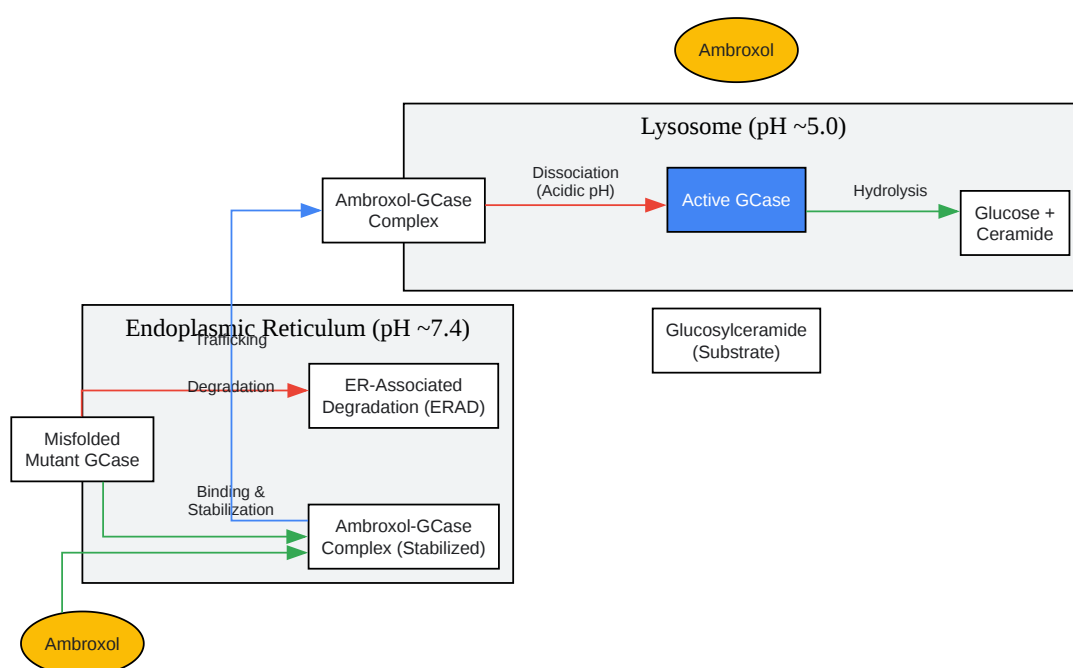 Ambroxol
Lysosome (pH ~5.0)
Dissociation
(Acidic pH)
Active GCase
Hydrolysis
Ambroxol-GCase
Complex
Glucose +
Ceramide
Endoplasmic Reticulum (pH ~7.4)
Trafficking
Glucosylceramide
(Substrate)
Degradation
ER-Associated
Degradation (ERAD)
Misfolded
Mutant GCase
Binding &
Stabilization
Ambroxol-GCase
Complex (Stabilized)
Ambroxol